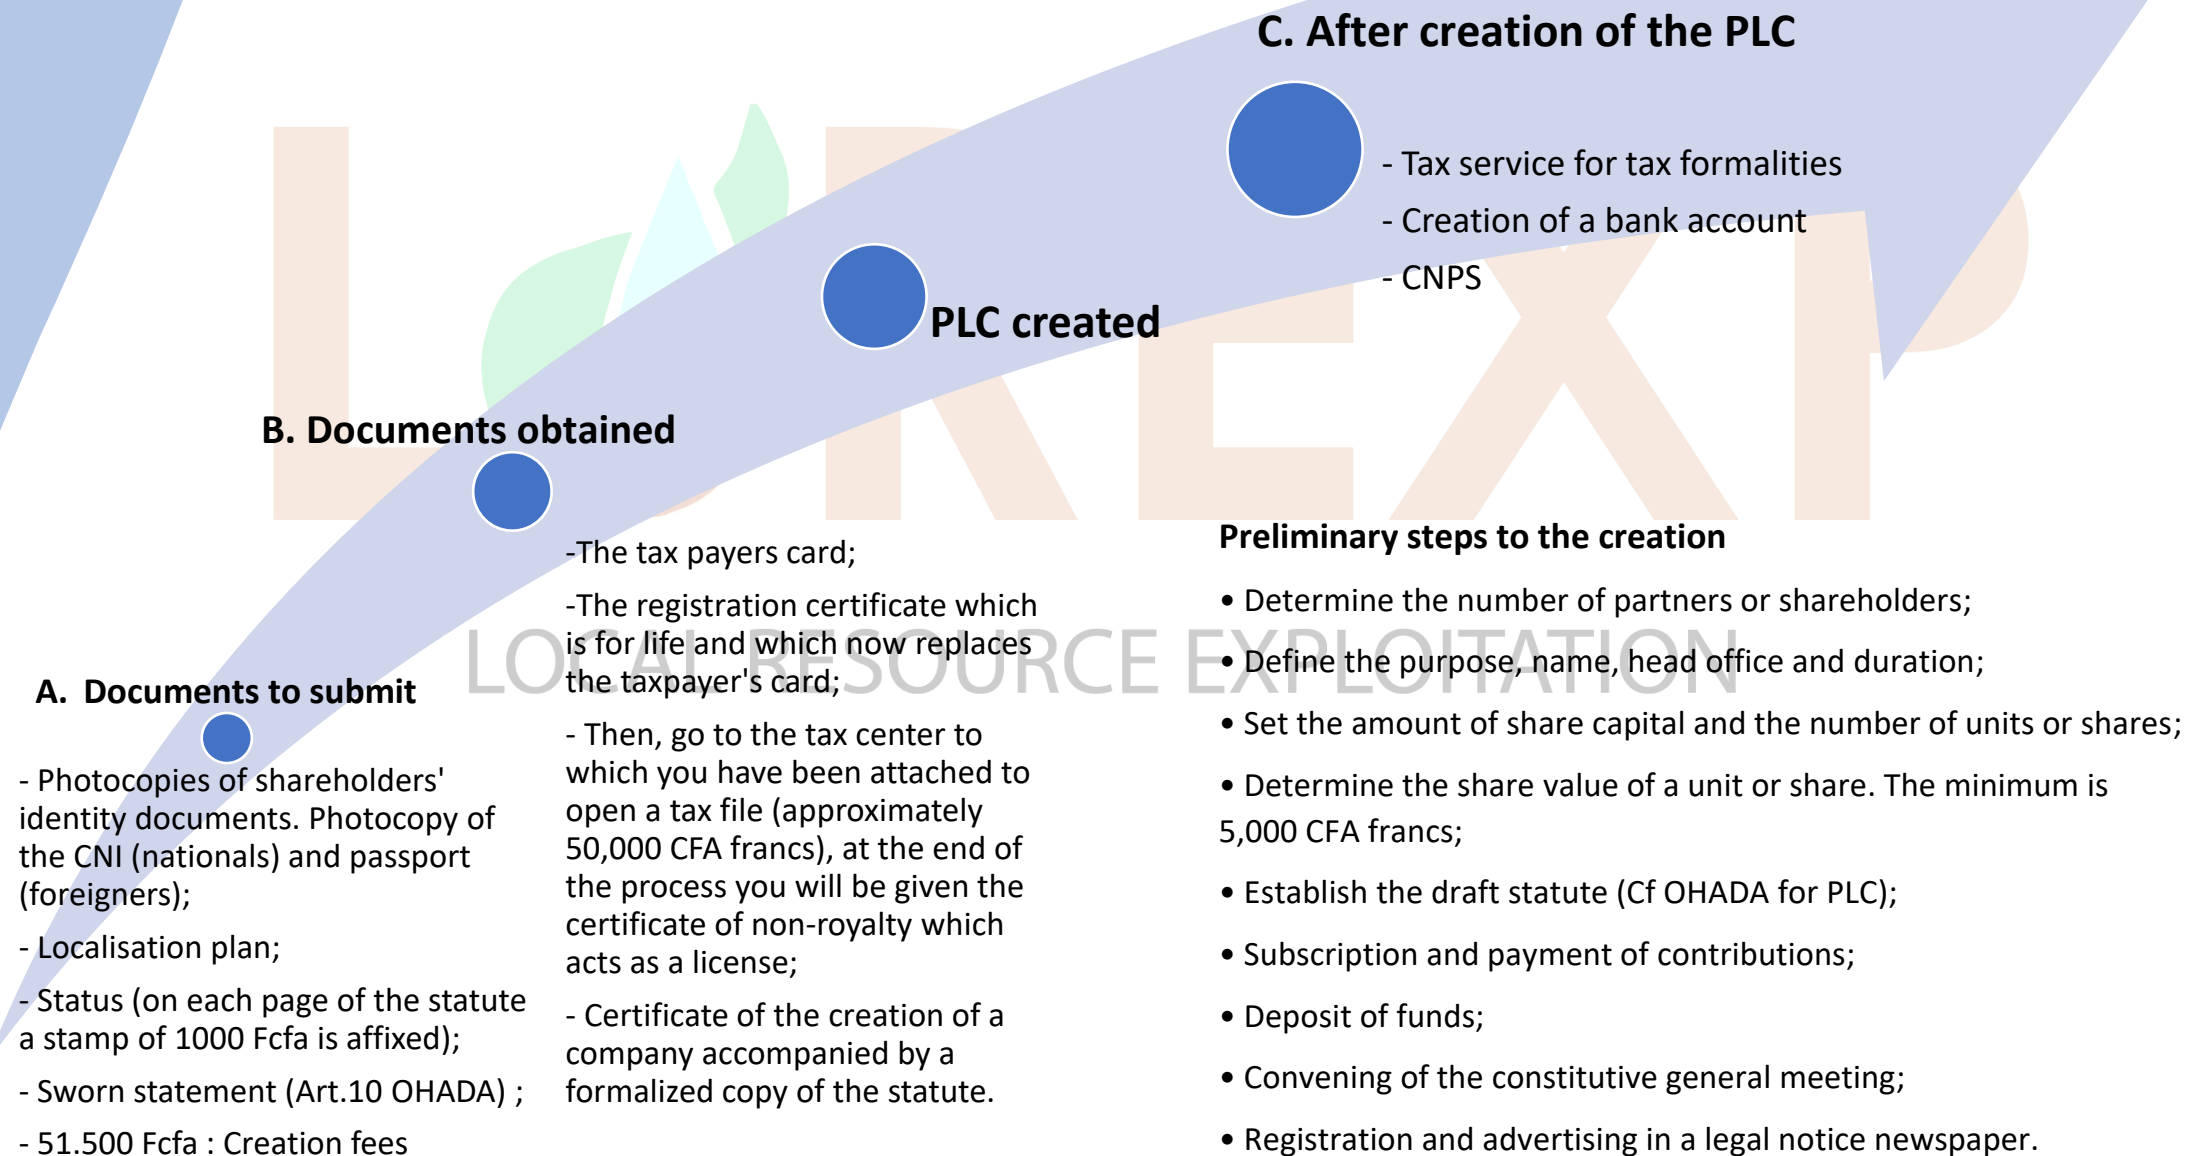 C. After creation of the PLC
- Tax service for tax formalities
- Creation of a bank account
- CNPS
PLC created
B. Documents obtained
-The tax payers card;
-The registration certificate which
is for life and which now replaces
the taxpayer's card;
- Then, go to the tax center to
which you have been attached to
open a tax file (approximately
50,000 CFA francs), at the end of
the process you will be given the
certificate of non-royalty which
acts as a license;
- Certificate of the creation of a
company accompanied by a
formalized copy of the statute.
A. Documents to submit
- Photocopies of shareholders'
identity documents. Photocopy of
the CNI (nationals) and passport
(foreigners);
- Localisation plan;
- Status (on each page of the statute
a stamp of 1000 Fcfa is affixed);
- Sworn statement (Art.10 OHADA) ;
- 51.500 Fcfa : Creation fees
Preliminary steps to the creation
• Determine the number of partners or shareholders;
• Define the purpose, name, head office and duration;
• Set the amount of share capital and the number of units or shares;
• Determine the share value of a unit or share. The minimum is
5,000 CFA francs;
• Establish the draft statute (Cf OHADA for PLC);
• Subscription and payment of contributions;
• Deposit of funds;
• Convening of the constitutive general meeting;
• Registration and advertising in a legal notice newspaper.
LOREXP
LOCAL RESOURCE EXPLOITATION